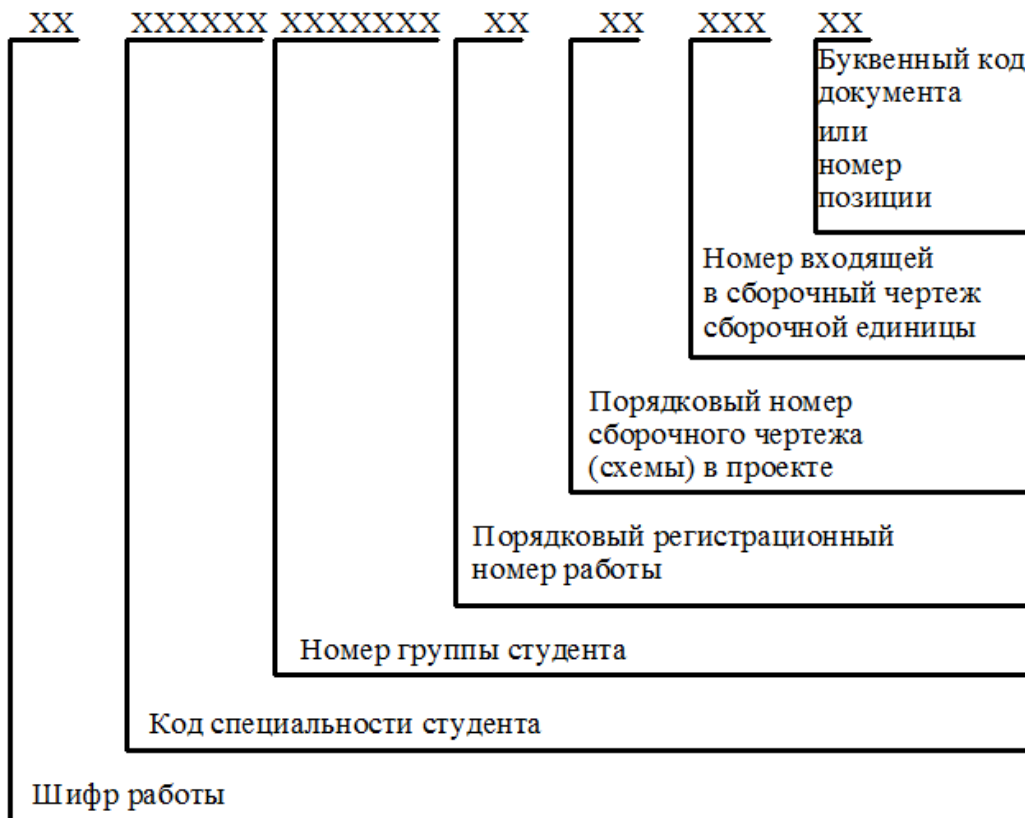 XX XXXXXX XXXXXXX XX XX XXX XX
Буквенный код
документа
или
номер
позиции
Номер входящей
в сборочный чертеж
сборочной единицы
Порядковый номер
сборочного чертежа
(схемы) в проекте
Порядковый регистрационный
номер работы
Номер группы студента
Код специальности студента
Шифр работы